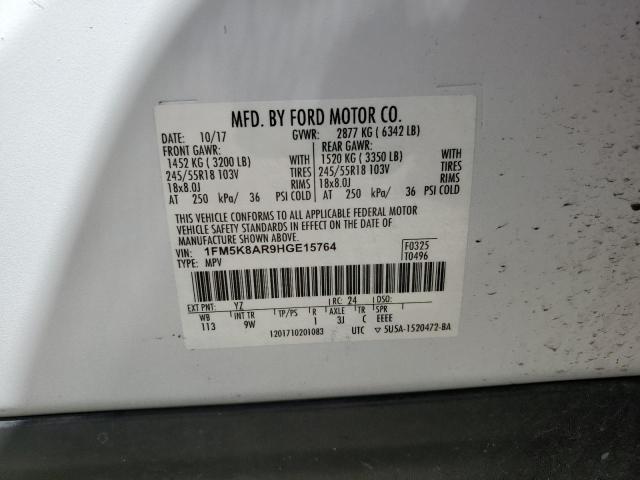 MFD. BY FORD MOTOR CO.
DATE: 10/17 GVWR: 2877 KG ( 6342 LB)
FRONT GAWR: REAR GAWR:
1452 KG ( 3200 LB) WITH 1520 KG ( 3350 LB) WITH
245/55R18 103V TIRES 245/55R18 103V TIRES
18x8.0J RIMS 18x8.0J RIMS
AT 250 kPa/ 36 PSI COLD AT 250 kPa/ 36 PSI COLD
THIS VEHICLE CONFORMS TO ALL APPLICABLE FEDERAL MOTOR
VEHICLE SAFETY STANDARDS IN EFFECT ON THE DATE OF
MANUFACTURE SHOWN ABOVE.
VIN: 1FM5K8AR9HGE15764 F0325
TYPE: MPV T0496
EXT PNT: YZ RC: 24 DSO:
WB INT TR TP/PS R AXLE TR SPR
113 9W I 3J C EEEE
1201710201083 UTC 5U5A-1520472-BA